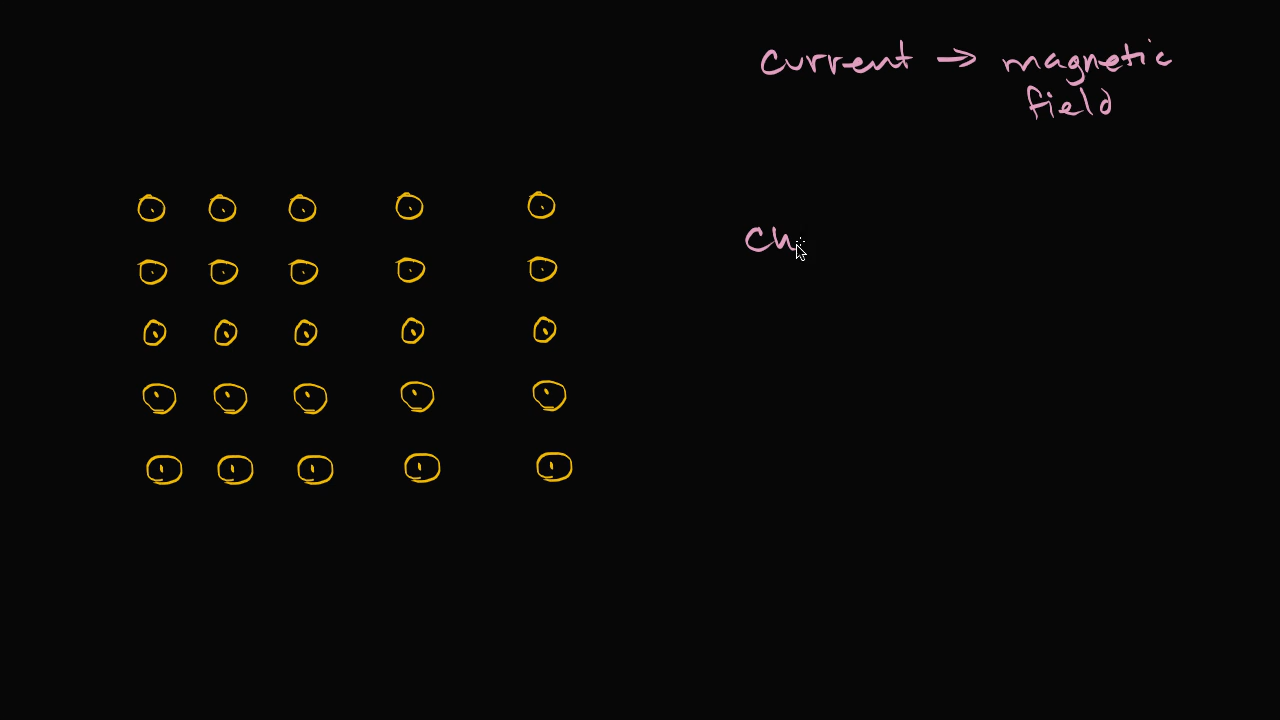 current → magnetic
field
ch